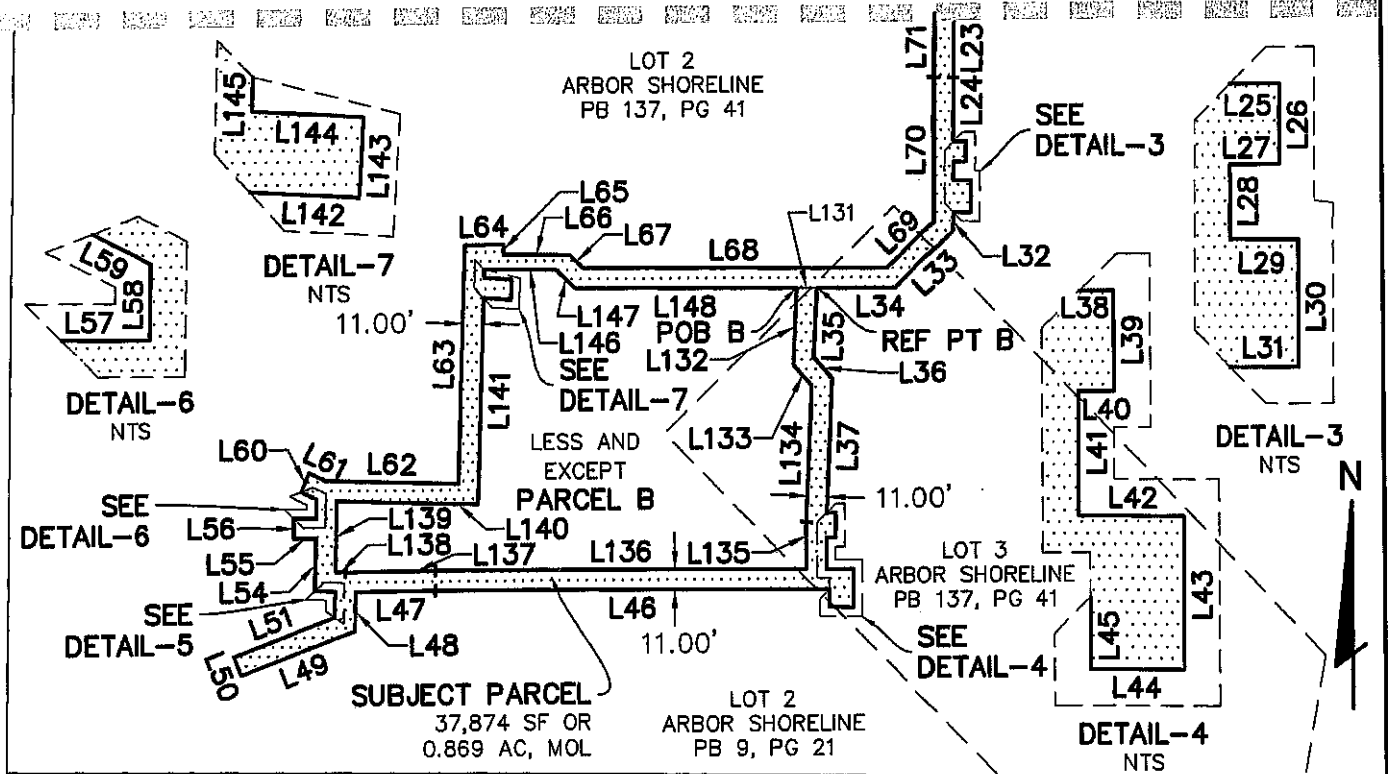 LOT 2
ARBOR SHORELINE
PB 137, PG 41
L71
L23
L24
L70
SEE
DETAIL-3
L145
L144
L143
L142
DETAIL-7
NTS
L25
L26
L27
L28
L29
L30
L31
DETAIL-3
NTS
L65
L66
L64
L67
L68
L131
L69
L33
L32
L59
L58
L57
DETAIL-6
NTS
11.00'
L63
L141
L147
L146
SEE
DETAIL-7
L148
POB B
L132
L35
L34
REF PT B
L36
L133
L134
L37
11.00'
L38
L39
L40
L41
L42
L43
L45
L44
DETAIL-4
NTS
N
LESS AND
EXCEPT
PARCEL B
L60
L61
L62
SEE
DETAIL-6
L56
L55
L54
L139
L138
L140
L137
L136
L135
LOT 3
ARBOR SHORELINE
PB 137, PG 41
SEE
DETAIL-5
L51
L50
L49
L47
L48
L46
11.00'
SEE
DETAIL-4
SUBJECT PARCEL
37,874 SF OR
0.869 AC, MOL
LOT 2
ARBOR SHORELINE
PB 9, PG 21